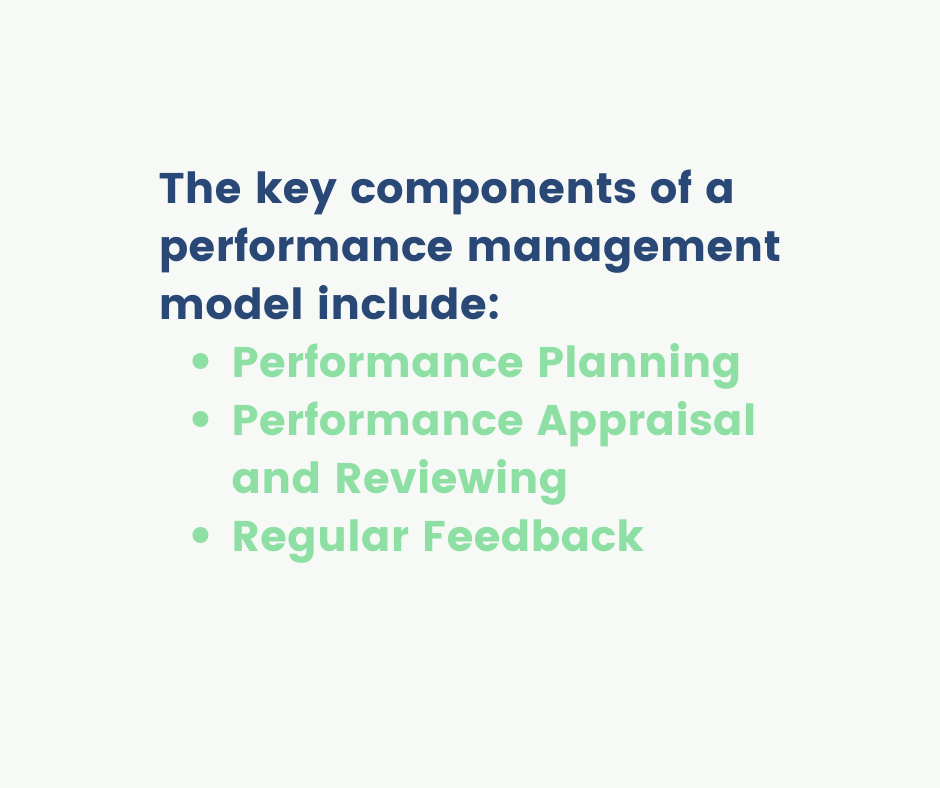 The key components of a
performance management
model include:
• Performance Planning
• Performance Appraisal
and Reviewing
• Regular Feedback